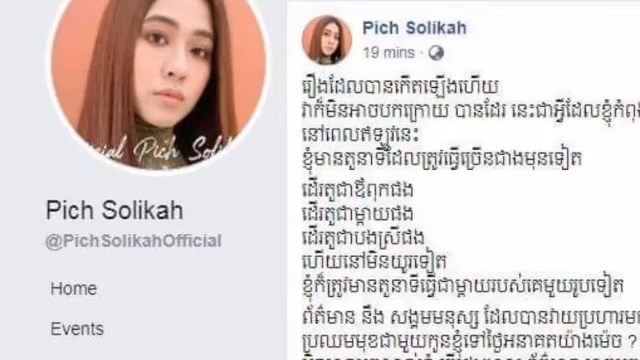 Official Pich Solikah
Pich Solikah
@PichSolikahOfficial
Home
Events
Pich Solikah
19 mins ·
រឿងដែលបានកើតឡើងហើយ
វាក៏មិនអាចបកក្រោយ បានដែរ នេះជាអ្វីដែលខ្ញុំកំពុង
នៅពេលឥឡូវនេះ
ខ្ញុំមានតួនាទីដែលត្រូវធ្វើច្រើនជាងមុនទៀត
ដើរតួជាឪពុកផង
ដើរតួជាម្តាយផង
ដើរតួជាបងស្រីផង
ហើយនៅមិនយូរទៀត
ខ្ញុំក៏ត្រូវមានតួនាទីធ្វើជាម្តាយរបស់គេមួយរូបទៀត
ព័ត៌មាន នឹង សង្គមមនុស្ស ដែលបានវាយប្រហារមក
ប្រឈមមុខជាមួយកូនខ្ញុំទៅថ្ងៃអនាគតយ៉ាងម៉េច ?